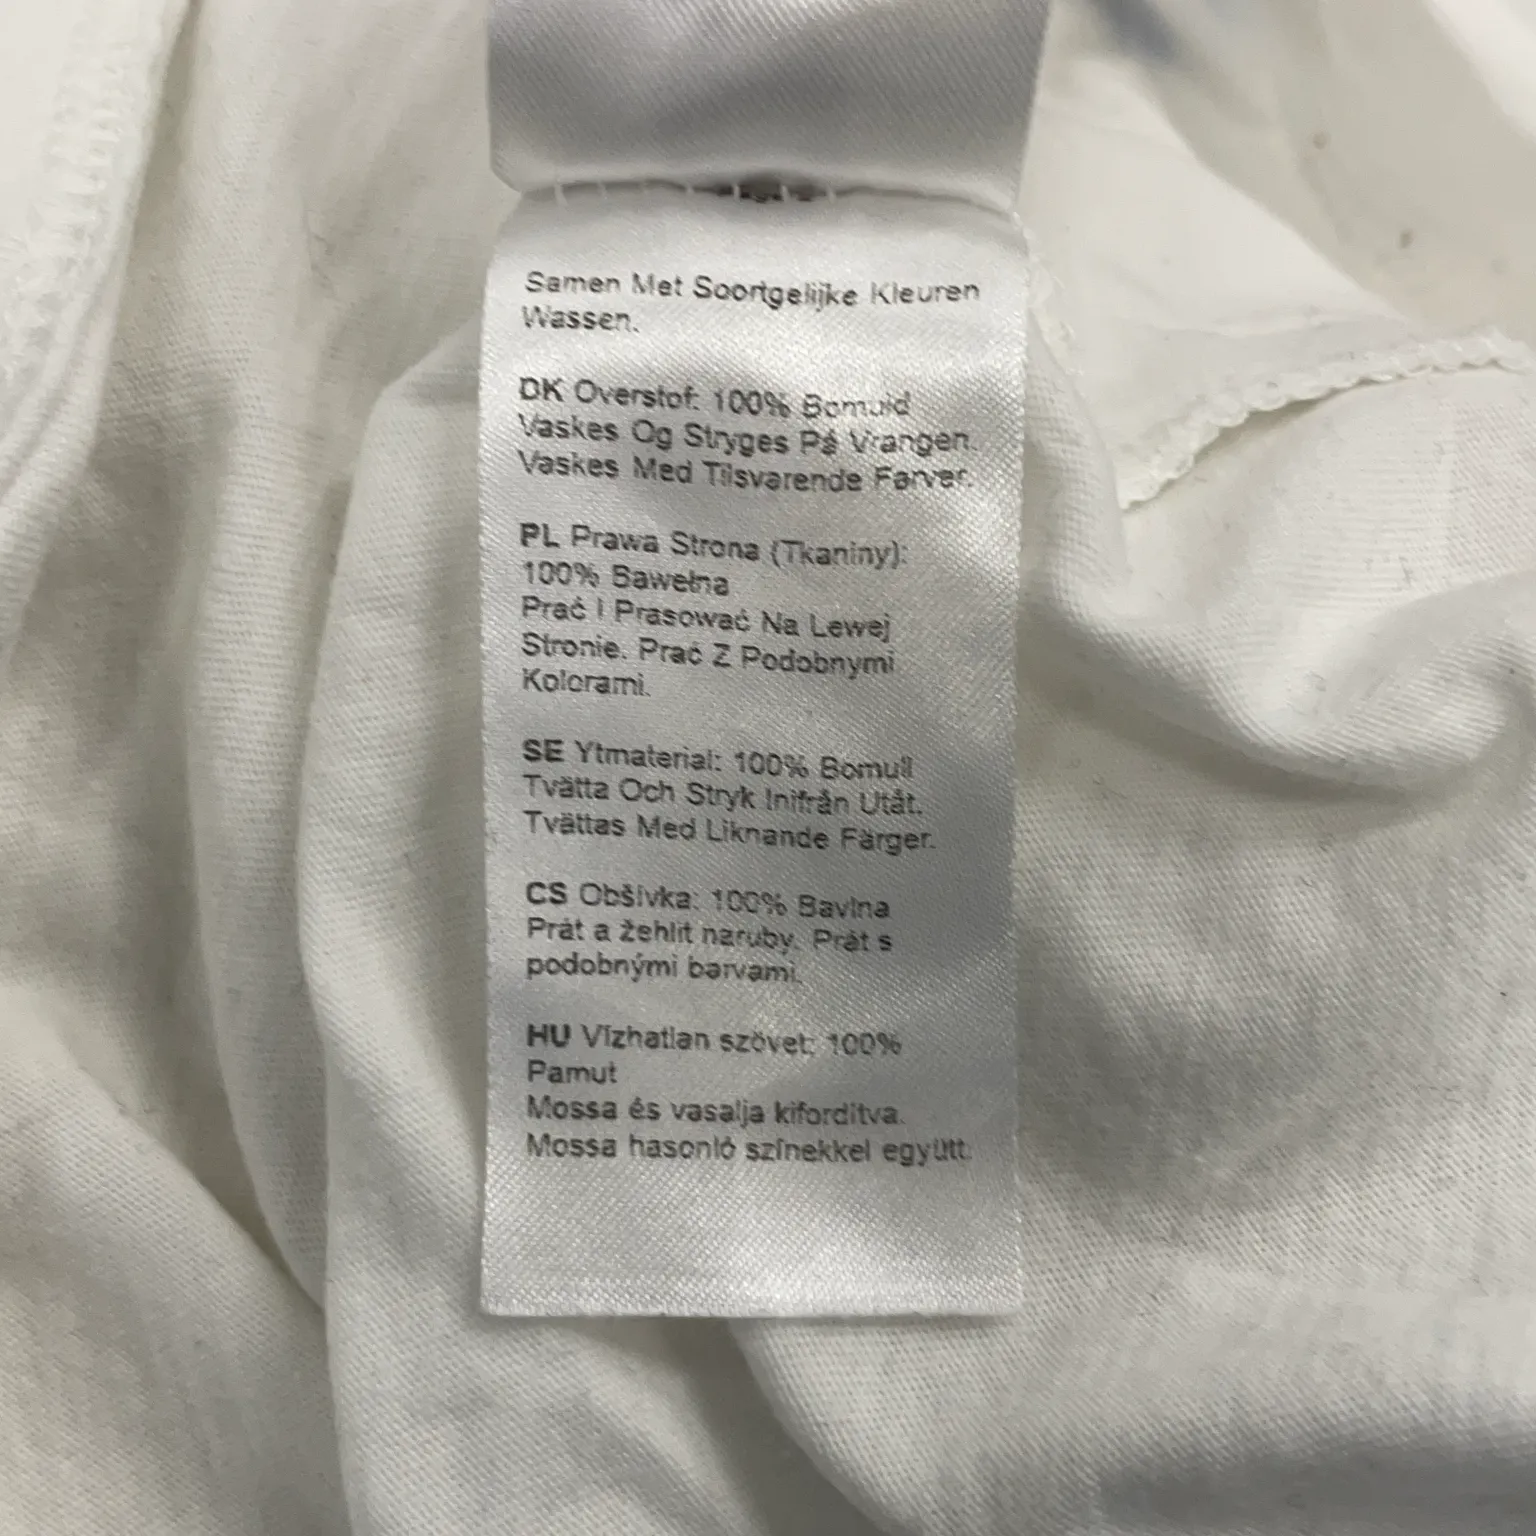 Samen Met Soortgelijke Kleuren
Wassen.
DK Overstof: 100% Bomuld
Vaskes Og Stryges På Vrangen.
Vaskes Med Tilsvarende Farver.
PL Prawa Strona (Tkaniny):
100% Bawełna
Prać I Prasować Na Lewej
Stronie. Prać Z Podobnymi
Kolorami.
SE Ytmaterial: 100% Bomull
Tvätta Och Stryk Inifrån Utåt.
Tvättas Med Liknande Färger.
CS Obšívka: 100% Bavlna
Prát a žehlit naruby. Prát s
podobnými barvami.
HU Vízhatlan szövet: 100%
Pamut
Mossa és vasalja kifordítva.
Mossa hasonló színekkel együtt.